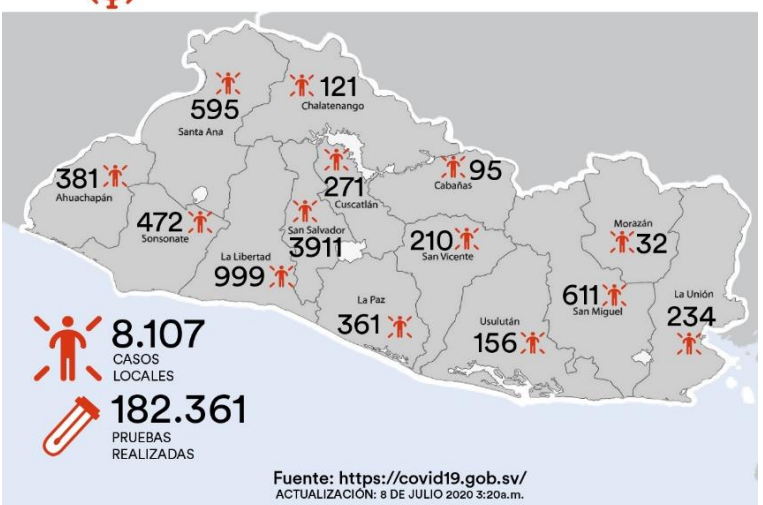 595
Santa Ana
121
Chalatenango
381
Ahuachapán
472
Sonsonate
La Libertad
999
San Salvador
3911
271
Cuscatlán
95
Cabañas
210
San Vicente
La Paz
361
Usulután
156
Morazán
32
611
San Miguel
La Unión
234
8.107
CASOS
LOCALES
182.361
PRUEBAS
REALIZADAS
Fuente: https://covid19.gob.sv/
ACTUALIZACIÓN: 8 DE JULIO 2020 3:20a.m.